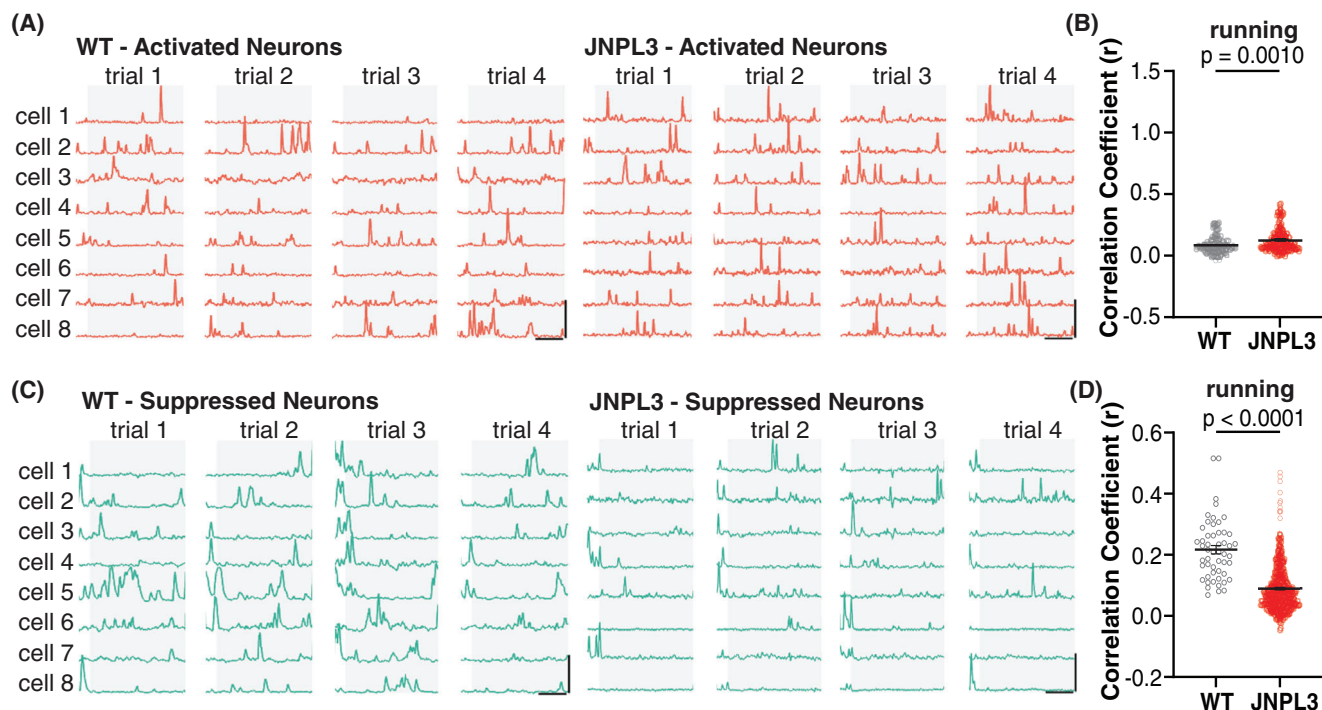 (A)
WT - Activated Neurons
JNPL3 - Activated Neurons
trial 1 trial 2 trial 3 trial 4 trial 1 trial 2 trial 3 trial 4
cell 1
cell 2
cell 3
cell 4
cell 5
cell 6
cell 7
cell 8
(B)
running
p = 0.0010
Correlation Coefficient (r)
1.5
1.0
0.5
0.0
-0.5
WT JNPL3
(C)
WT - Suppressed Neurons
JNPL3 - Suppressed Neurons
trial 1 trial 2 trial 3 trial 4 trial 1 trial 2 trial 3 trial 4
cell 1
cell 2
cell 3
cell 4
cell 5
cell 6
cell 7
cell 8
(D)
running
p < 0.0001
Correlation Coefficient (r)
0.6
0.4
0.2
0.0
-0.2
WT JNPL3